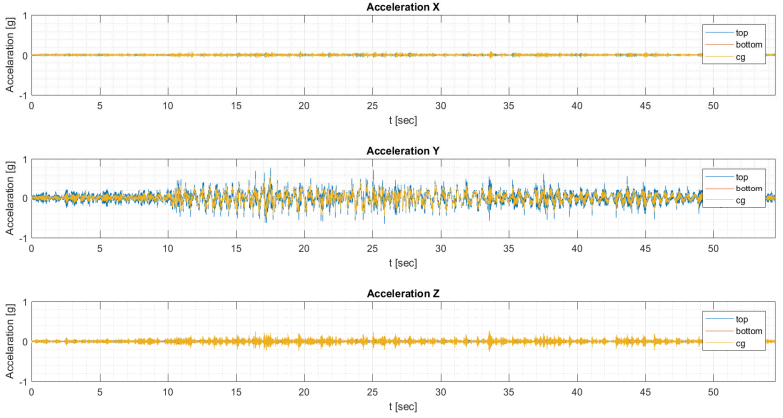 Acceleration X
Accelaration [g]
1
0
-1
0 5 10 15 20 25 30 35 40 45 50
t [sec]
top
bottom
cg
Acceleration Y
Accelaration [g]
1
0
-1
0 5 10 15 20 25 30 35 40 45 50
t [sec]
top
bottom
cg
Acceleration Z
Accelaration [g]
1
0
-1
0 5 10 15 20 25 30 35 40 45 50
t [sec]
top
bottom
cg